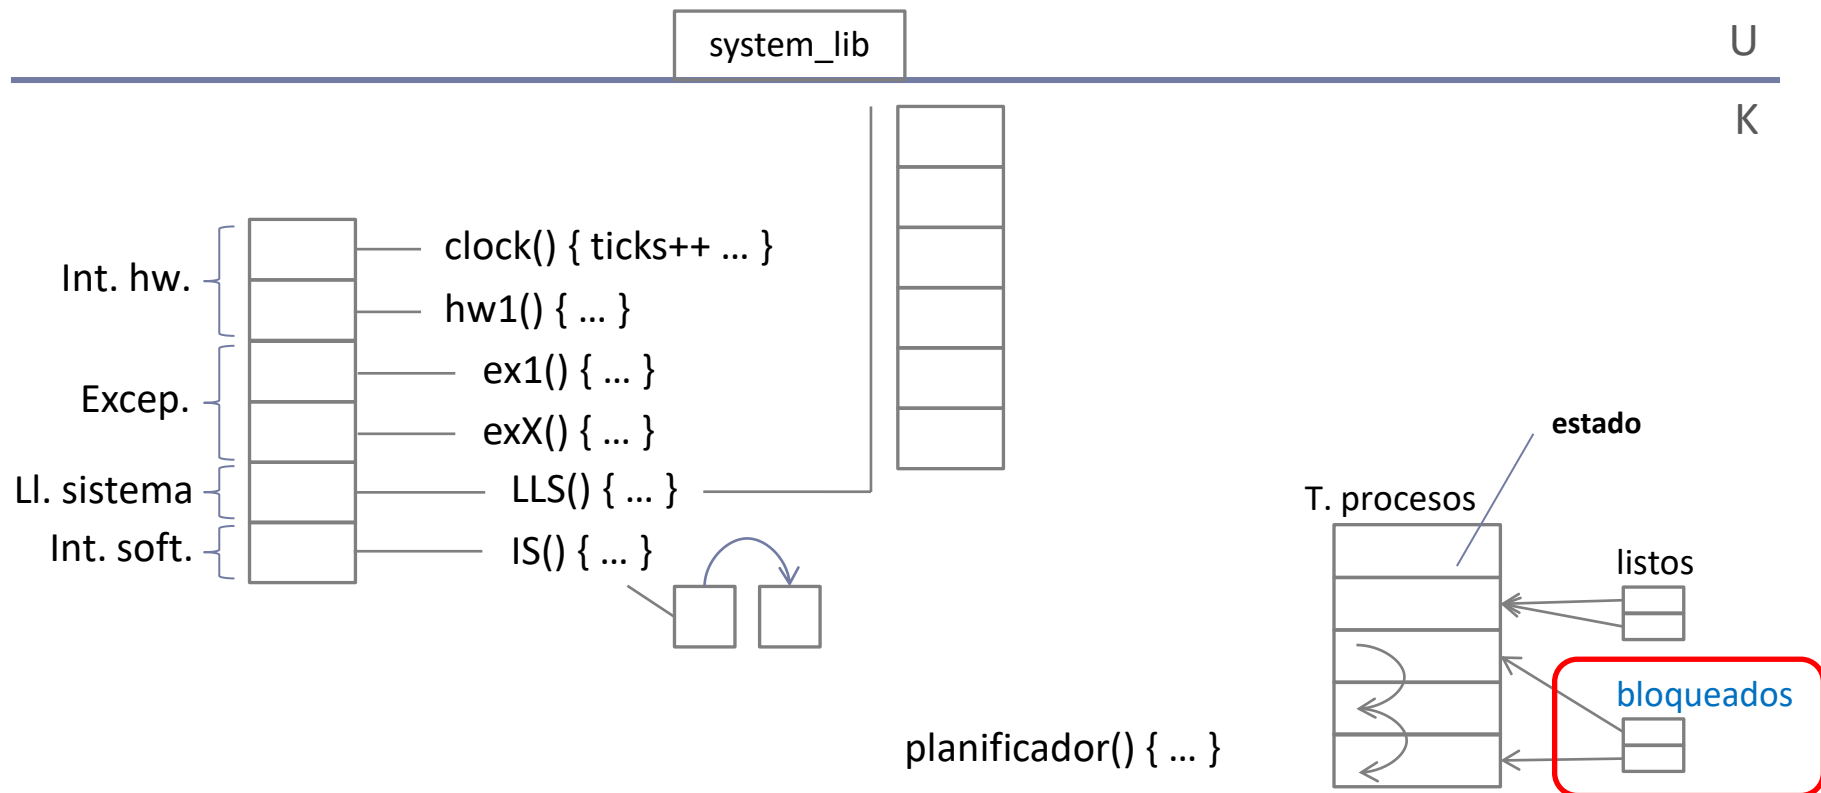 system_lib
U
K
Int. hw.
clock() { ticks++ ... }
hw1() { ... }
Excep.
ex1() { ... }
exX() { ... }
Ll. sistema
LLS() { ... }
Int. soft.
IS() { ... }
estado
T. procesos
listos
bloqueados
planificador() { ... }